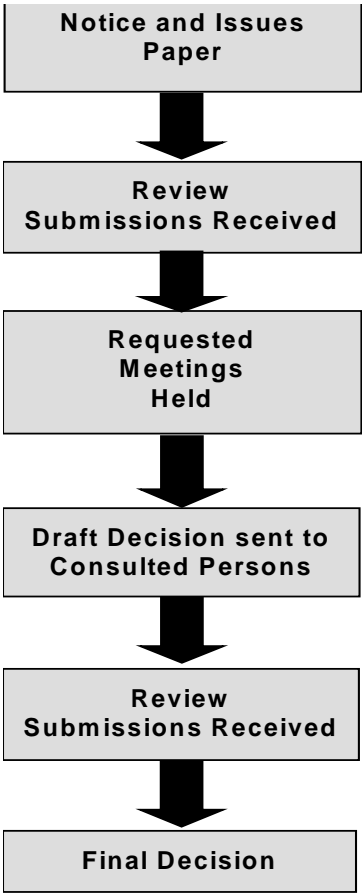 Notice and Issues
Paper
Review
Submissions Received
Requested
Meetings
Held
Draft Decision sent to
Consulted Persons
Review
Submissions Received
Final Decision